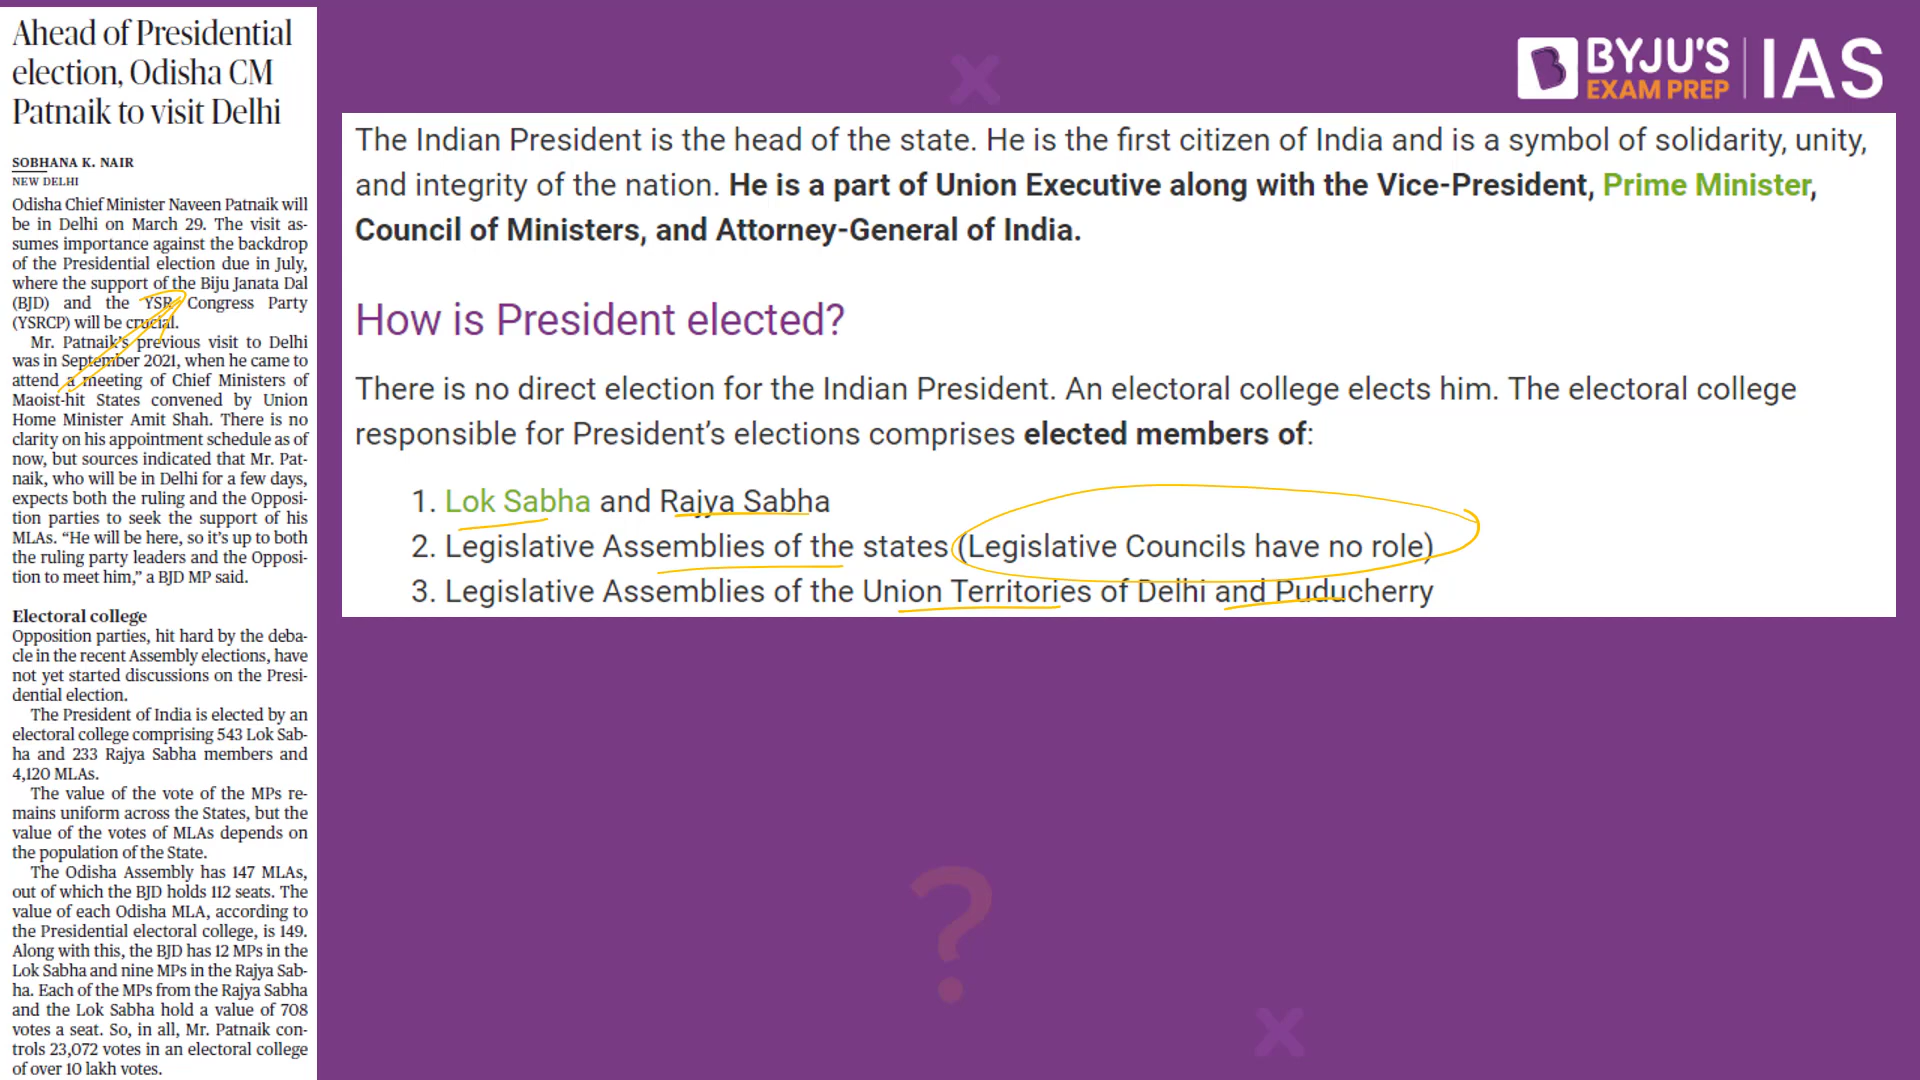 Ahead of Presidential
election, Odisha CM
Patnaik to visit Delhi
SOBHANA K. NAIR
NEW DELHI
Odisha Chief Minister Naveen Patnaik will
be in Delhi on March 29. The visit as-
sumes importance against the backdrop
of the Presidential election due in July,
where the support of the Biju Janata Dal
(BJD) and the YSR Congress Party
(YSRCP) will be crucial.
Mr. Patnaik's previous visit to Delhi
was in September 2021, when he came to
attend a meeting of Chief Ministers of
Maoist-hit States convened by Union
Home Minister Amit Shah. There is no
clarity on his appointment schedule as of
now, but sources indicated that Mr. Pat-
naik, who will be in Delhi for a few days,
expects both the ruling and the Opposi-
tion parties to seek the support of his
MLAs. “He will be here, so it's up to both
the ruling party leaders and the Opposi-
tion to meet him,” a BJD MP said.
Electoral college
Opposition parties, hit hard by the deba-
cle in the recent Assembly elections, have
not yet started discussions on the Presi-
dential election.
The President of India is elected by an
electoral college comprising 543 Lok Sab-
ha and 233 Rajya Sabha members and
4,120 MLAs.
The value of the vote of the MPs re-
mains uniform across the States, but the
value of the votes of MLAs depends on
the population of the State.
The Odisha Assembly has 147 MLAs,
out of which the BJD holds 112 seats. The
value of each Odisha MLA, according to
the Presidential electoral college, is 149.
Along with this, the BJD has 12 MPs in the
Lok Sabha and nine MPs in the Rajya Sab-
ha. Each of the MPs from the Rajya Sabha
and the Lok Sabha hold a value of 708
votes a seat. So, in all, Mr. Patnaik con-
trols 23,072 votes in an electoral college
of over 10 lakh votes.
BYJU'S
EXAM PREP
IAS
The Indian President is the head of the state. He is the first citizen of India and is a symbol of solidarity, unity,
and integrity of the nation. He is a part of Union Executive along with the Vice-President, Prime Minister,
Council of Ministers, and Attorney-General of India.
How is President elected?
There is no direct election for the Indian President. An electoral college elects him. The electoral college
responsible for President’s elections comprises elected members of:
1. Lok Sabha and Rajya Sabha
2. Legislative Assemblies of the states (Legislative Councils have no role)
3. Legislative Assemblies of the Union Territories of Delhi and Puducherry